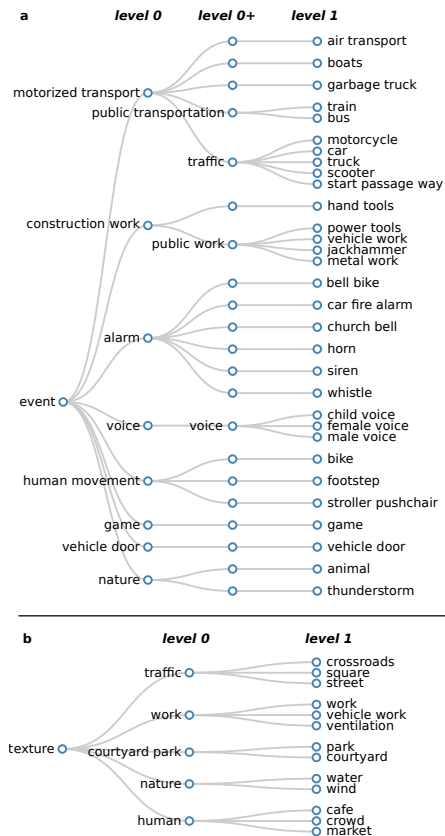 a level 0 level 0+ level 1
air transport
boats
garbage truck
motorized transport
train
public transportation
bus
motorcycle
car
traffic truck
scooter
start passage way
hand tools
construction work
power tools
public work
vehicle work
jackhammer
metal work
bell bike
car fire alarm
church bell
alarm
horn
siren
whistle
event
child voice
voice voice female voice
male voice
bike
human movement footstep
stroller pushchair
game game
vehicle door vehicle door
animal
nature
thunderstorm
b level 0 level 1
crossroads
traffic square
street
work
work vehicle work
ventilation
texture
park
courtyard park
courtyard
water
nature
wind
cafe
human crowd
market